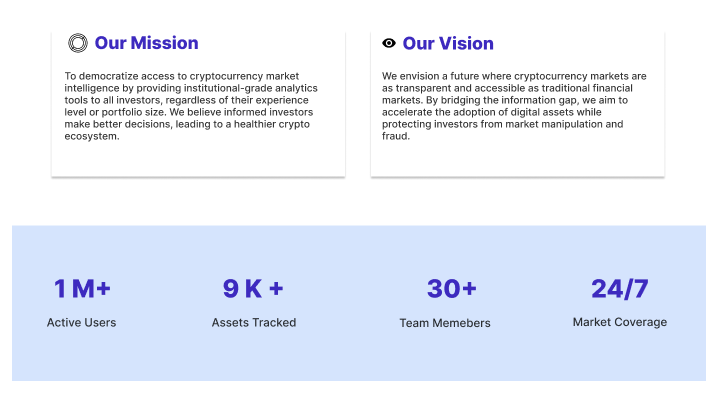 Our Mission
To democratize access to cryptocurrency market
intelligence by providing institutional-grade analytics
tools to all investors, regardless of their experience
level or portfolio size. We believe informed investors
make better decisions, leading to a healthier crypto
ecosystem.
Our Vision
We envision a future where cryptocurrency markets are
as transparent and accessible as traditional financial
markets. By bridging the information gap, we aim to
accelerate the adoption of digital assets while
protecting investors from market manipulation and
fraud.
1 M+
Active Users
9 K +
Assets Tracked
30+
Team Memebers
24/7
Market Coverage